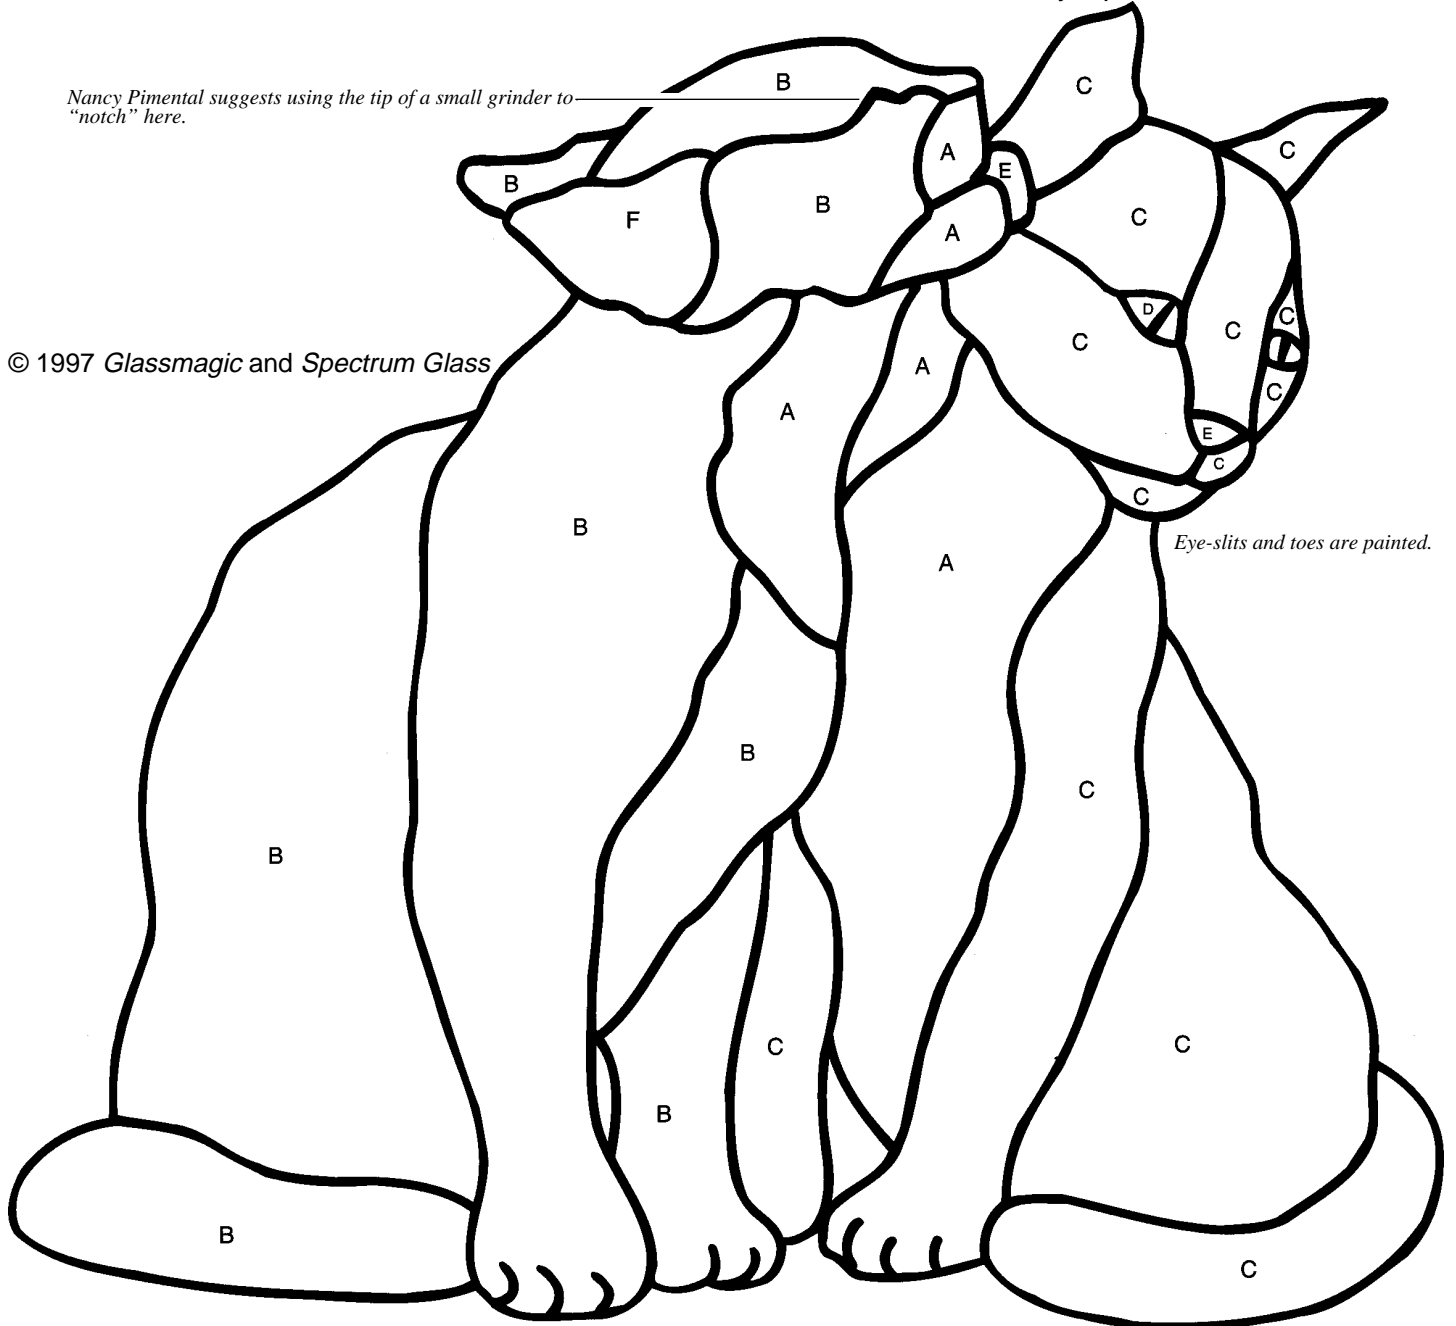 B
C
Nancy Pimental suggests using the tip of a small grinder to
“notch” here.
A
C
E
B
B
F
C
A
D
C
C
C
© 1997 Glassmagic and Spectrum Glass
A
C
A
E
C
C
B
Eye-slits and toes are painted.
A
B
C
B
C
C
B
B
C